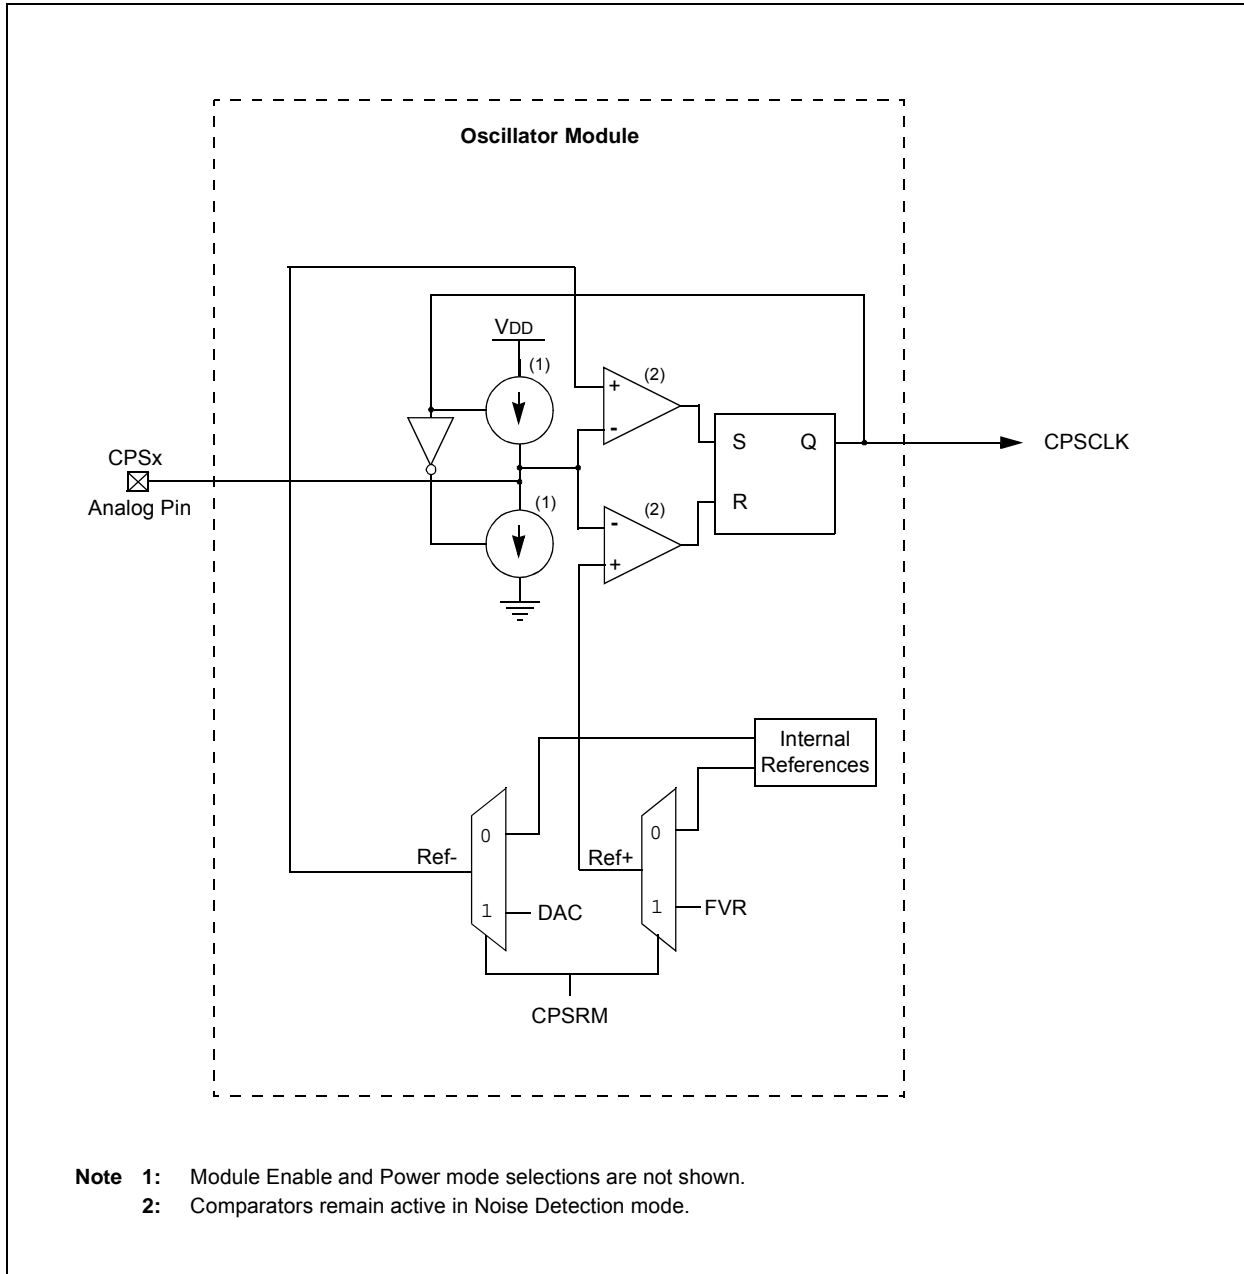 Oscillator Module
VDD
(1)
(2)
+
-
S Q
CPSCLK
CPSx
Analog Pin
(1)
(2)
R
-
+
Internal
References
0
0
Ref-
Ref+
1
DAC
1
FVR
CPSRM
Note 1: Module Enable and Power mode selections are not shown.
2: Comparators remain active in Noise Detection mode.